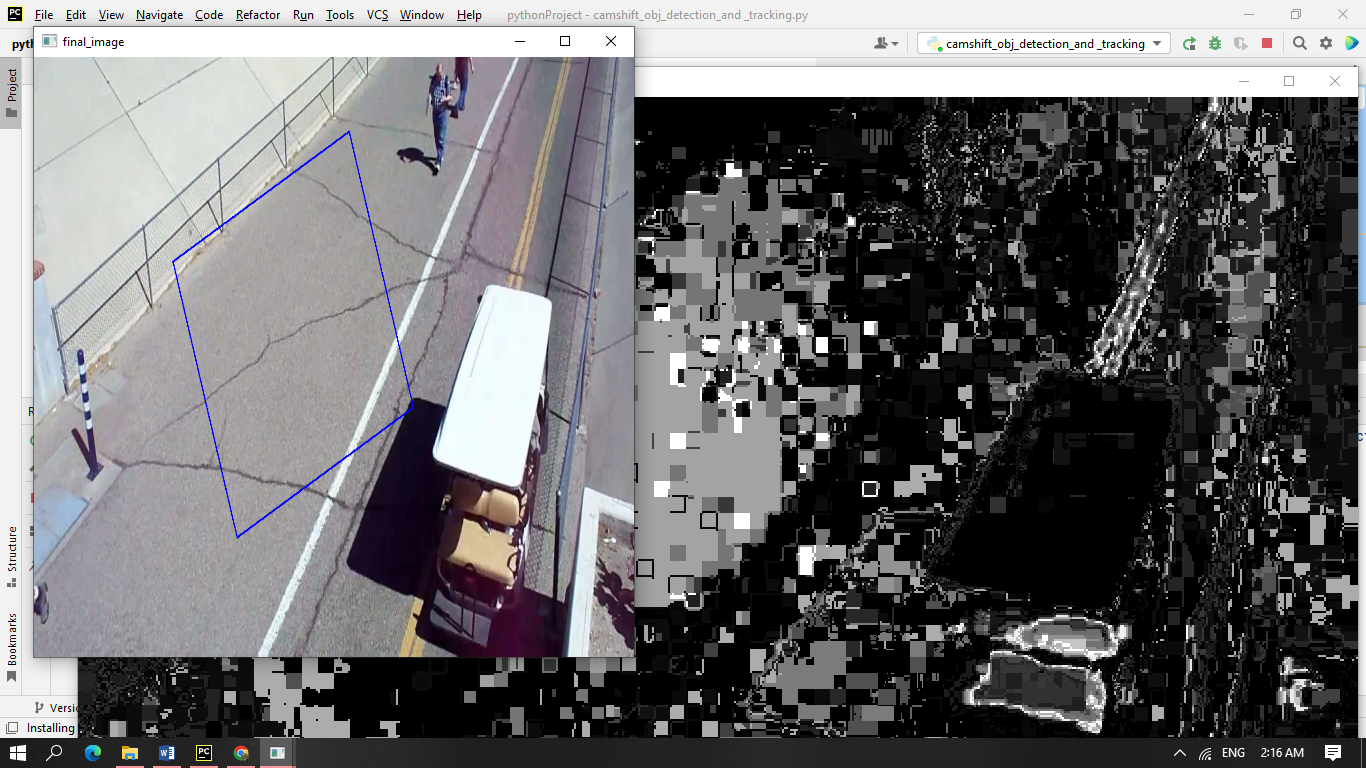 PC File Edit View Navigate Code Refactor Run Tools VCS Window Help pythonProject - camshift_obj_detection_and _tracking.py
final_image
camshift_obj_detection_and _tracking
Project
Structure
Bookmarks
Installing
ENG 2:16 AM